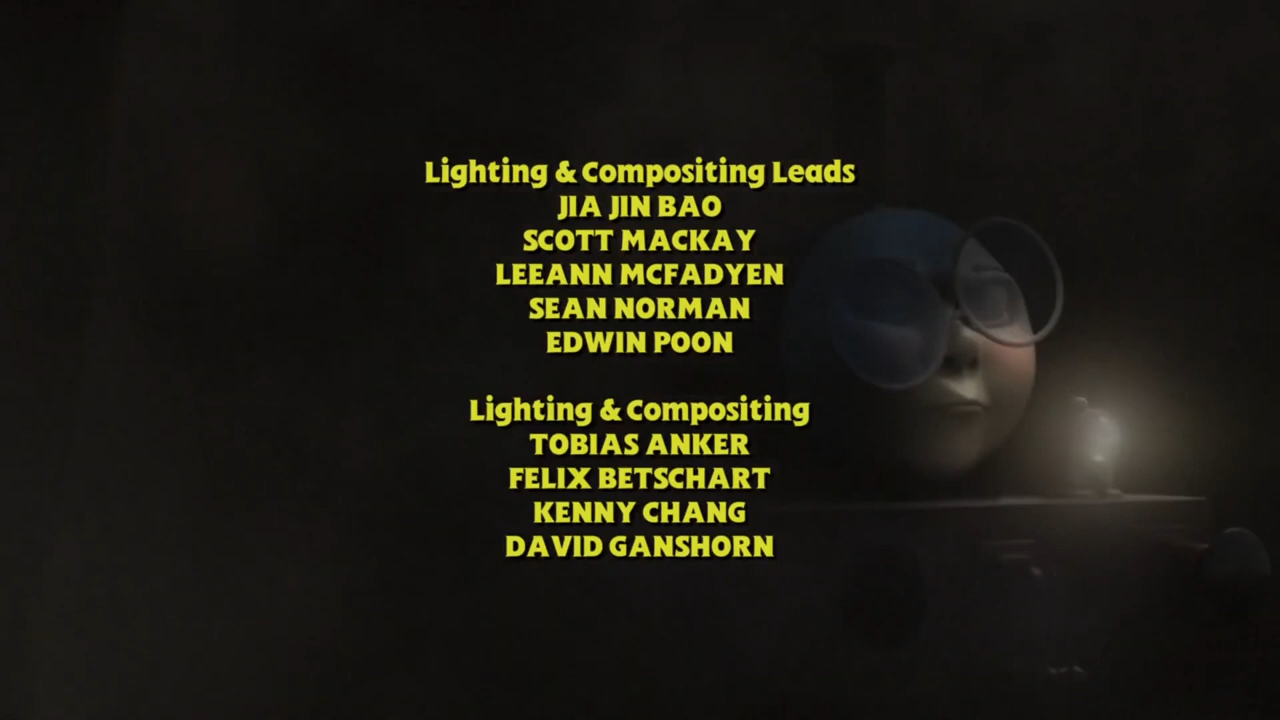 Lighting & Compositing Leads
JIA JIN BAO
SCOTT MACKAY
LEEANN MCFADYEN
SEAN NORMAN
EDWIN POON
Lighting & Compositing
TOBIAS ANKER
FELIX BETSCHART
KENNY CHANG
DAVID GANSHORN